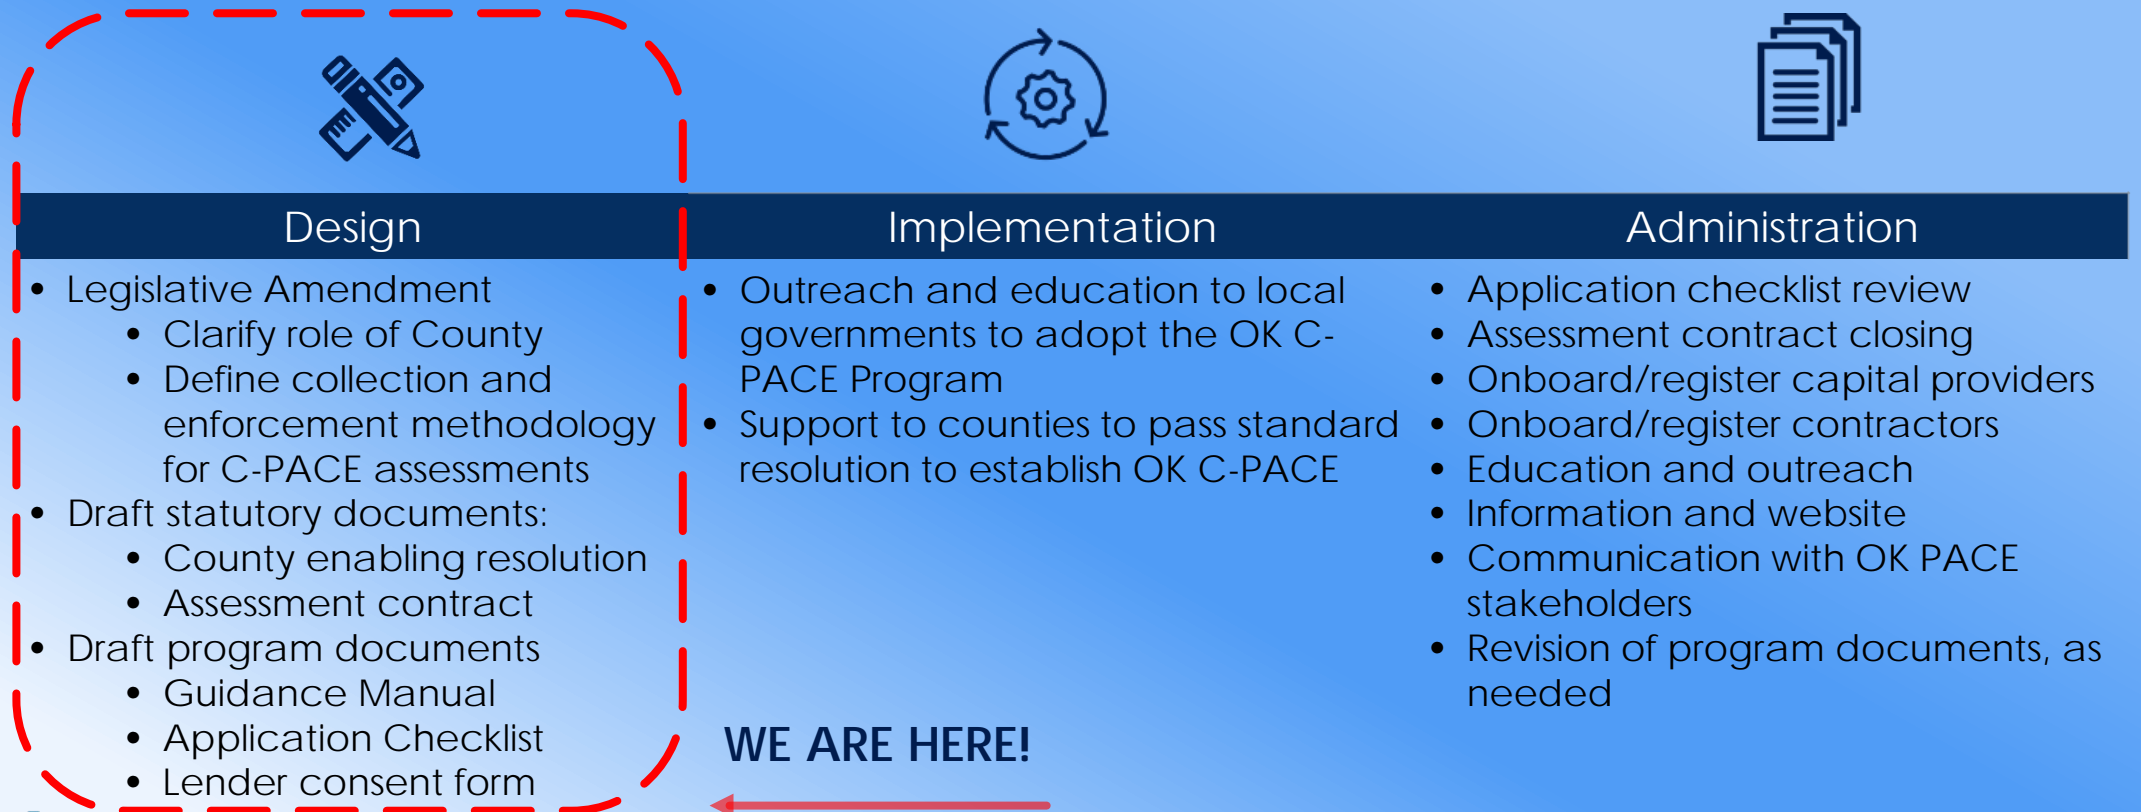 Design
• Legislative Amendment
• Clarify role of County
• Define collection and
enforcement methodology
for C-PACE assessments
• Draft statutory documents:
• County enabling resolution
• Assessment contract
• Draft program documents
• Guidance Manual
• Application Checklist
• Lender consent form
Implementation
• Outreach and education to local
governments to adopt the OK C-
PACE Program
• Support to counties to pass standard
resolution to establish OK C-PACE
WE ARE HERE!
Administration
• Application checklist review
• Assessment contract closing
• Onboard/register capital providers
• Onboard/register contractors
• Education and outreach
• Information and website
• Communication with OK PACE
stakeholders
• Revision of program documents, as
needed